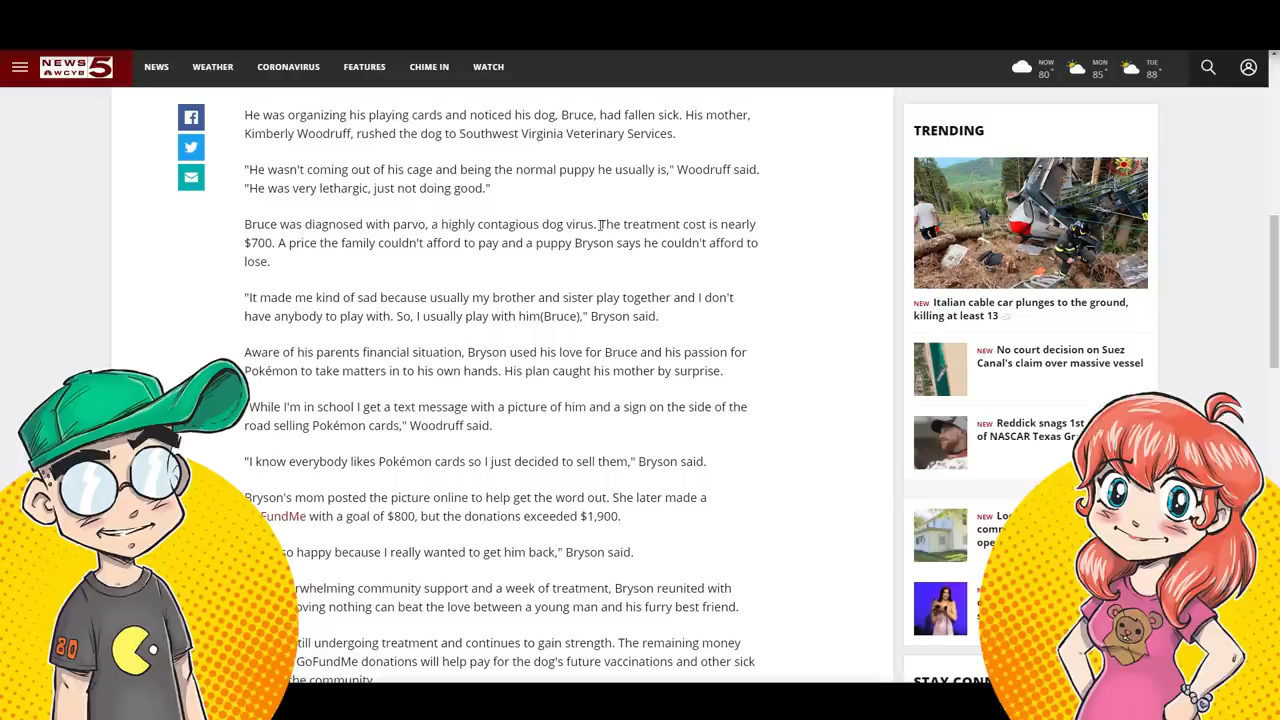 NEWS 5
WCYB
NEWS
WEATHER
CORONAVIRUS
FEATURES
CHIME IN
WATCH
NOW
80°
MON
85°
TUE
88°
He was organizing his playing cards and noticed his dog, Bruce, had fallen sick. His mother,
Kimberly Woodruff, rushed the dog to Southwest Virginia Veterinary Services.
"He wasn't coming out of his cage and being the normal puppy he usually is," Woodruff said.
"He was very lethargic, just not doing good."
Bruce was diagnosed with parvo, a highly contagious dog virus. The treatment cost is nearly
$700. A price the family couldn't afford to pay and a puppy Bryson says he couldn't afford to
lose.
"It made me kind of sad because usually my brother and sister play together and I don't
have anybody to play with. So, I usually play with him(Bruce)," Bryson said.
Aware of his parents financial situation, Bryson used his love for Bruce and his passion for
Pokémon to take matters in to his own hands. His plan caught his mother by surprise.
While I'm in school I get a text message with a picture of him and a sign on the side of the
road selling Pokémon cards," Woodruff said.
"I know everybody likes Pokémon cards so I just decided to sell them," Bryson said.
Bryson's mom posted the picture online to help get the word out. She later made a
FundMe with a goal of $800, but the donations exceeded $1,900.
so happy because I really wanted to get him back," Bryson said.
rwhelming community support and a week of treatment, Bryson reunited with
oving nothing can beat the love between a young man and his furry best friend.
till undergoing treatment and continues to gain strength. The remaining money
GoFundMe donations will help pay for the dog's future vaccinations and other sick
the community.
TRENDING
NEW Italian cable car plunges to the ground,
killing at least 13
NEW No court decision on Suez
Canal's claim over massive vessel
NEW Reddick snags 1st
of NASCAR Texas Gr
NEW Lo
com
ope
STAY CONN
80